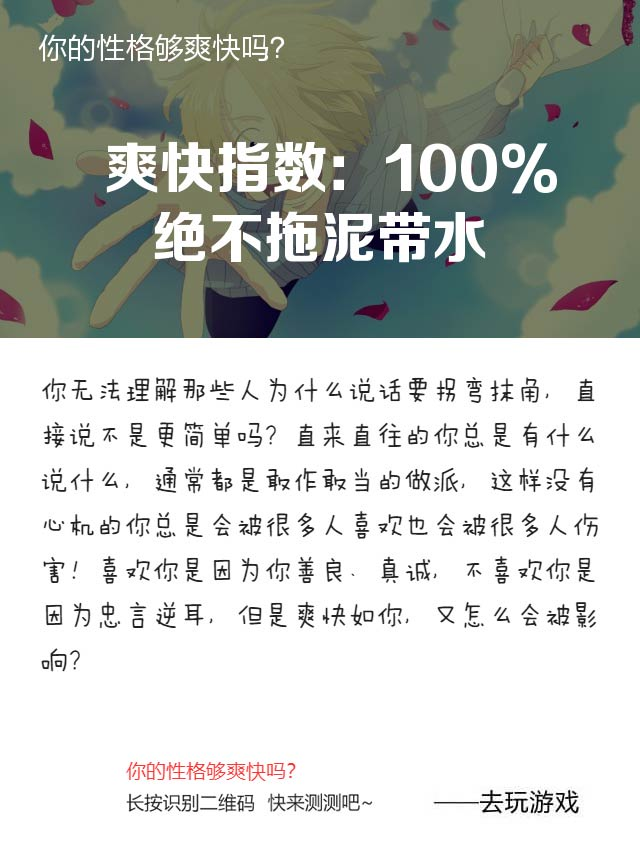 你的性格够爽快吗?
爽快指数：100%
绝不拖泥带水
你无法理解那些人为什么说话要拐弯抹角，直
接说不是更简单吗？直来直往的你总是有什么
说什么，通常都是敢作敢当的做派，这样没有
心机的你总是会被很多人喜欢也会被很多人伤
害！喜欢你是因为你善良、真诚，不喜欢你是
因为忠言逆耳，但是爽快如你，又怎么会被影
响？
你的性格够爽快吗?
长按识别二维码 快来测测吧~
——去玩游戏